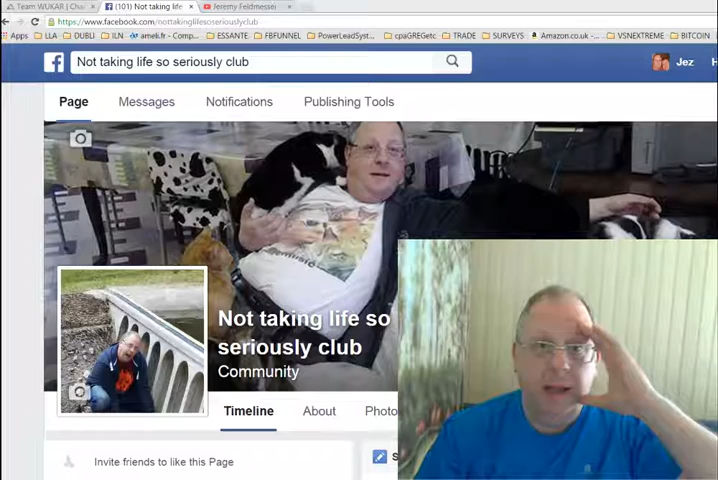 Team WUKAR | Cha
(101) Not taking life
Jeremy Feldmesse
https://www.facebook.com/nottakinglifesoseriouslyclub
Apps LLA DUBLI ILN ameli.fr - Comp... ESSANTE FBFUNNEL PowerLeadSyst... cpaGREGetc TRADE SURVEYS Amazon.co.uk -... VSNEXTREME BITCOIN
Not taking life so seriously club
Jez
Page Messages Notifications Publishing Tools
Not taking life so
seriously club
Community
Timeline About Photo
Invite friends to like this Page
S